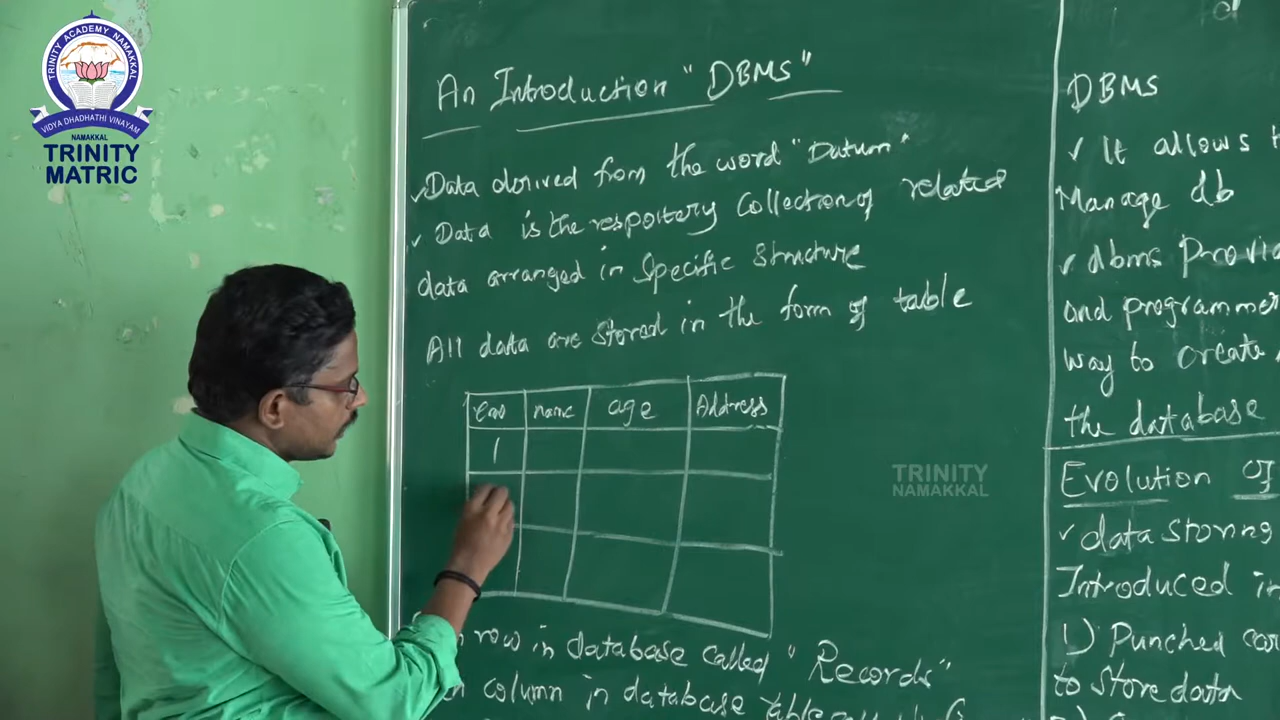 TRINITY ACADEMY NAMAKKAL
VIDYA DHADHATHI VINAYAM
NAMAKKAL
TRINITY
MATRIC
An Introduction "DBMS"
✓ Data derived from the word "Datum"
✓ Data is the respoitary Collection of related
data arranged in Specific Structure
All data are stored in the form of table
name age Address
1
row in database called "Records"
column in database table
TRINITY
NAMAKKAL
DBMS
✓ It allows
Manage db
✓ dbms
and programmer
way to create
the database
Evolution Of
✓ data storing
Introduced in
1) Punched
to store data